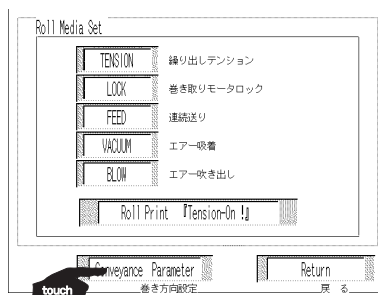 Roll Media Set
TENSION 繰り出しテンション
LOCK 巻き取りモータロック
FEED 連続送り
VACUUM エアー吸着
BLOW エアー吹き出し
Roll Print 『Tension-On !』
Conveyance Parameter
巻き方向設定
Return
戻 る
touch